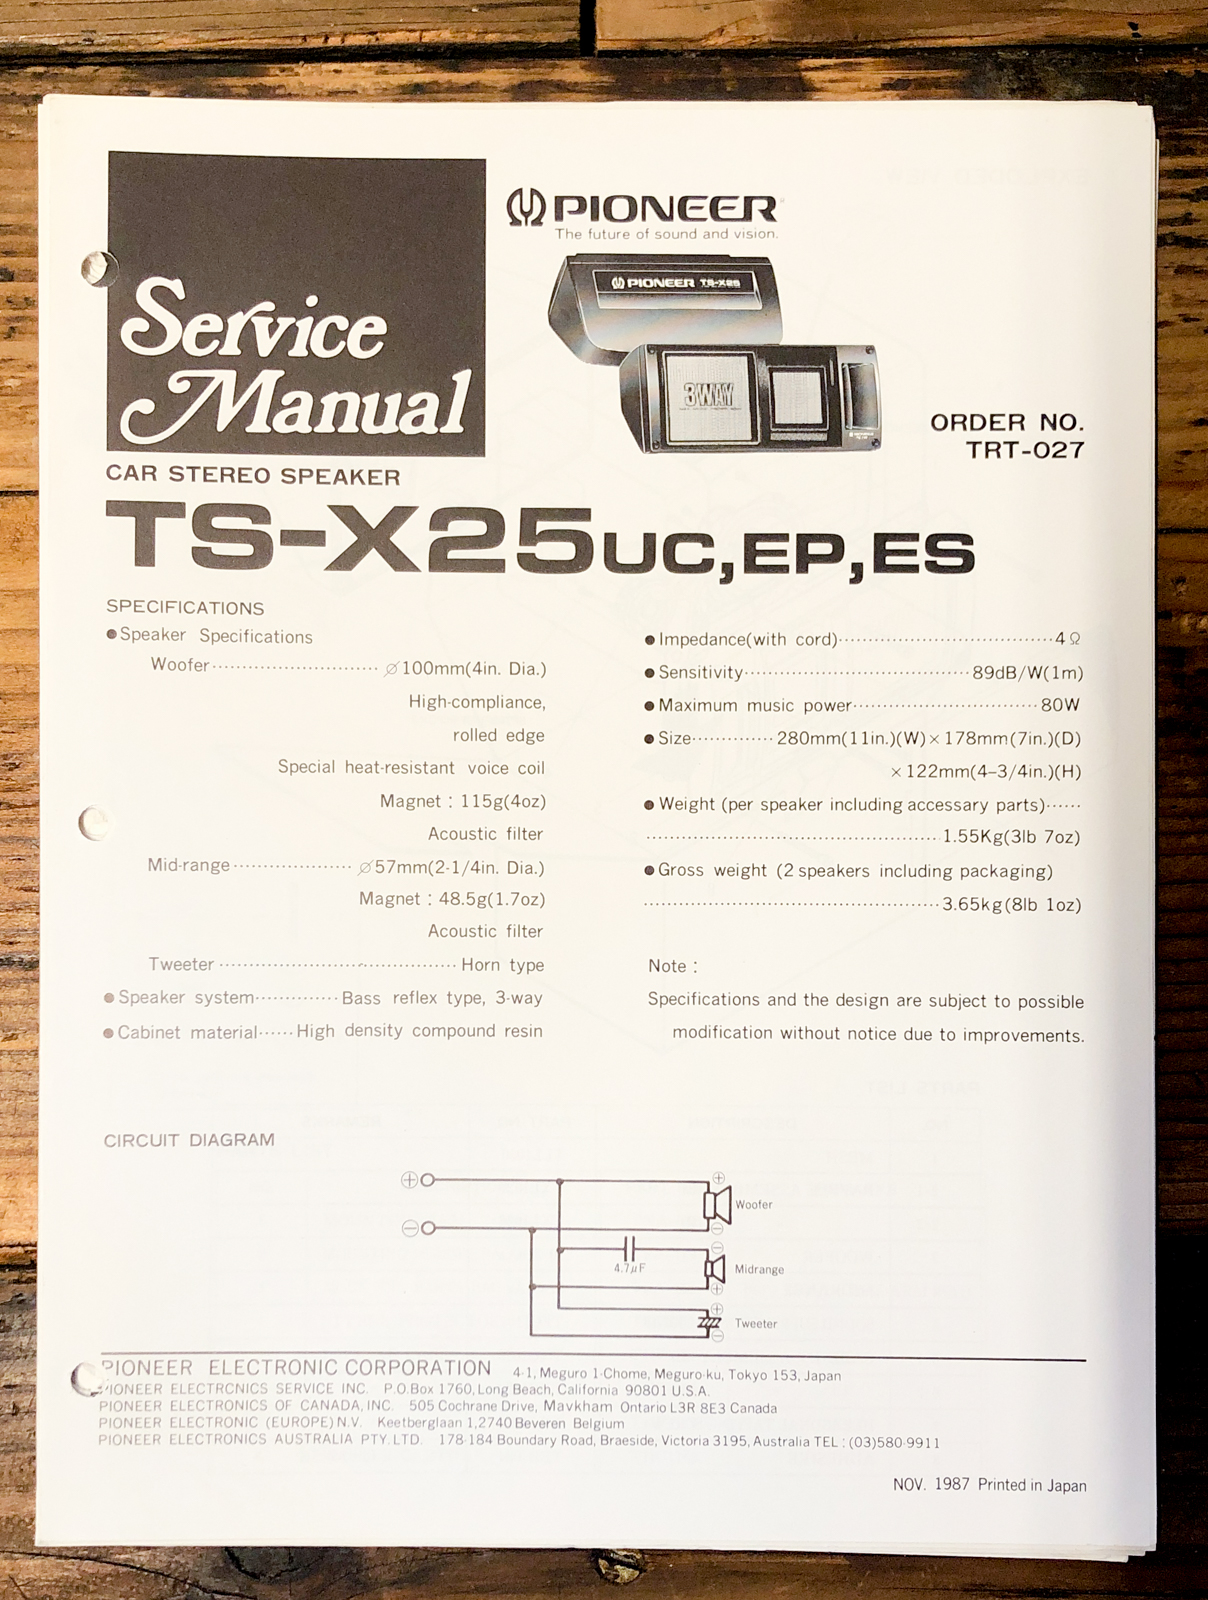 Service
Manual
PIONEER
The future of sound and vision.
PIONEER TS-X25
3WAY
ORDER NO.
TRT-027
CAR STEREO SPEAKER
TS-X25UC,EP,ES
SPECIFICATIONS
●Speaker Specifications
Woofer ∅100mm(4in. Dia.)
High-compliance,
rolled edge
Special heat-resistant voice coil
Magnet : 115g(4oz)
Acoustic filter
Mid-range ∅57mm(2-1/4in. Dia.)
Magnet : 48.5g(1.7oz)
Acoustic filter
Tweeter Horn type
●Speaker system Bass reflex type, 3-way
●Cabinet material High density compound resin
●Impedance(with cord) 4Ω
●Sensitivity 89dB/W(1m)
●Maximum music power 80W
●Size 280mm(11in.)(W)×178mm(7in.)(D)
×122mm(4-3/4in.)(H)
●Weight (per speaker including accessary parts)
1.55Kg(3lb 7oz)
●Gross weight (2 speakers including packaging)
3.65kg(8lb 1oz)
Note :
Specifications and the design are subject to possible
modification without notice due to improvements.
CIRCUIT DIAGRAM
⊕ ⊕
Woofer
⊖ ⊖
⊖
4.7μF Midrange
⊕
⊕
Tweeter
⊖
PIONEER ELECTRONIC CORPORATION 4-1, Meguro 1-Chome, Meguro-ku, Tokyo 153, Japan
PIONEER ELECTRCNICS SERVICE INC. P.O.Box 1760, Long Beach, California 90801 U.S.A.
PIONEER ELECTRONICS OF CANADA, INC. 505 Cochrane Drive, Mavkham Ontario L3R 8E3 Canada
PIONEER ELECTRONIC (EUROPE) N.V. Keetberglaan 1,2740 Beveren Belgium
PIONEER ELECTRONICS AUSTRALIA PTY. LTD. 178-184 Boundary Road, Braeside, Victoria 3195, Australia TEL : (03)580-9911
NOV. 1987 Printed in Japan